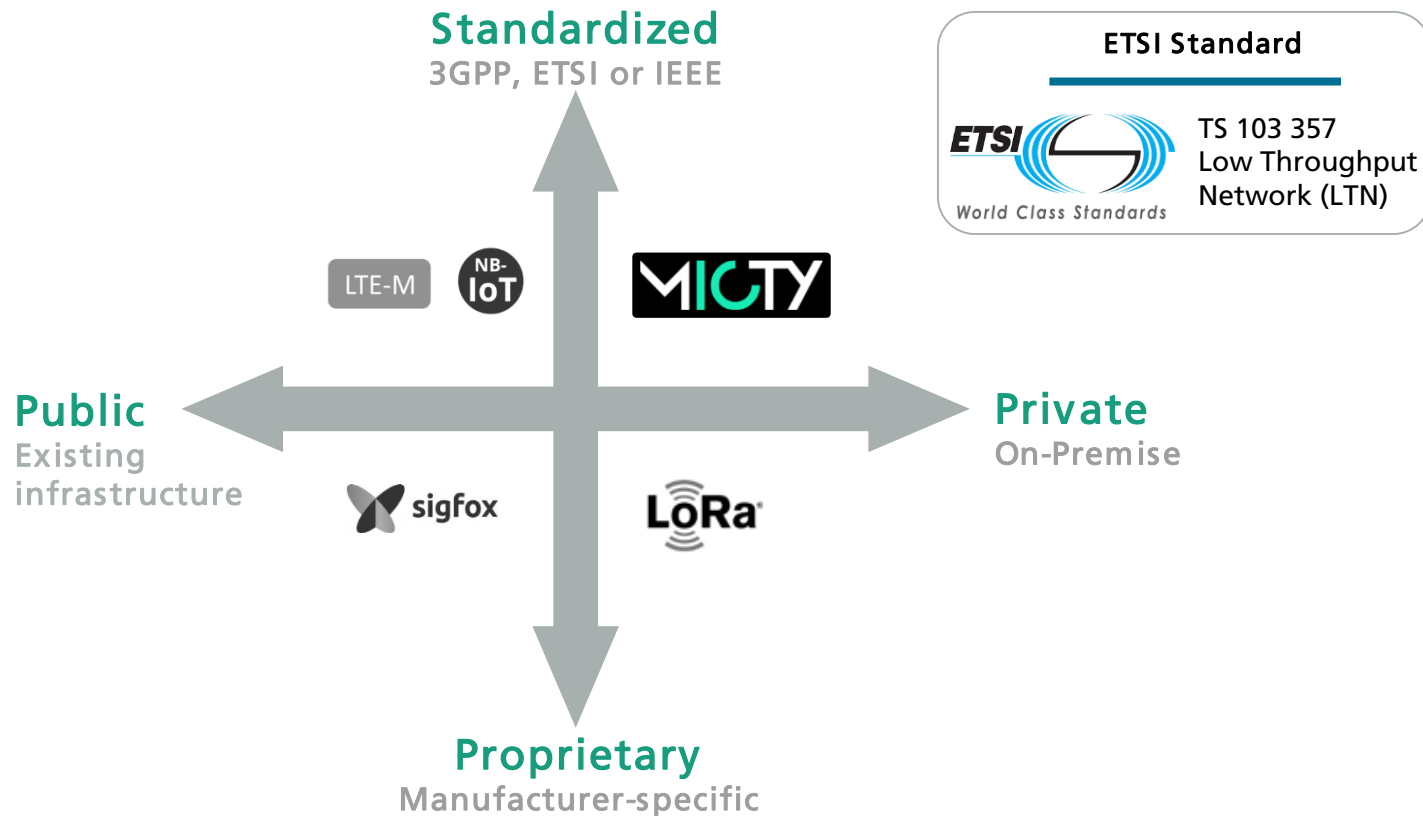 Standardized
3GPP, ETSI or IEEE
ETSI Standard
ETSI
World Class Standards
TS 103 357
Low Throughput
Network (LTN)
LTE-M
NB-
IoT
MIOTY
Public
Existing
infrastructure
Private
On-Premise
sigfox
LoRa®
Proprietary
Manufacturer-specific